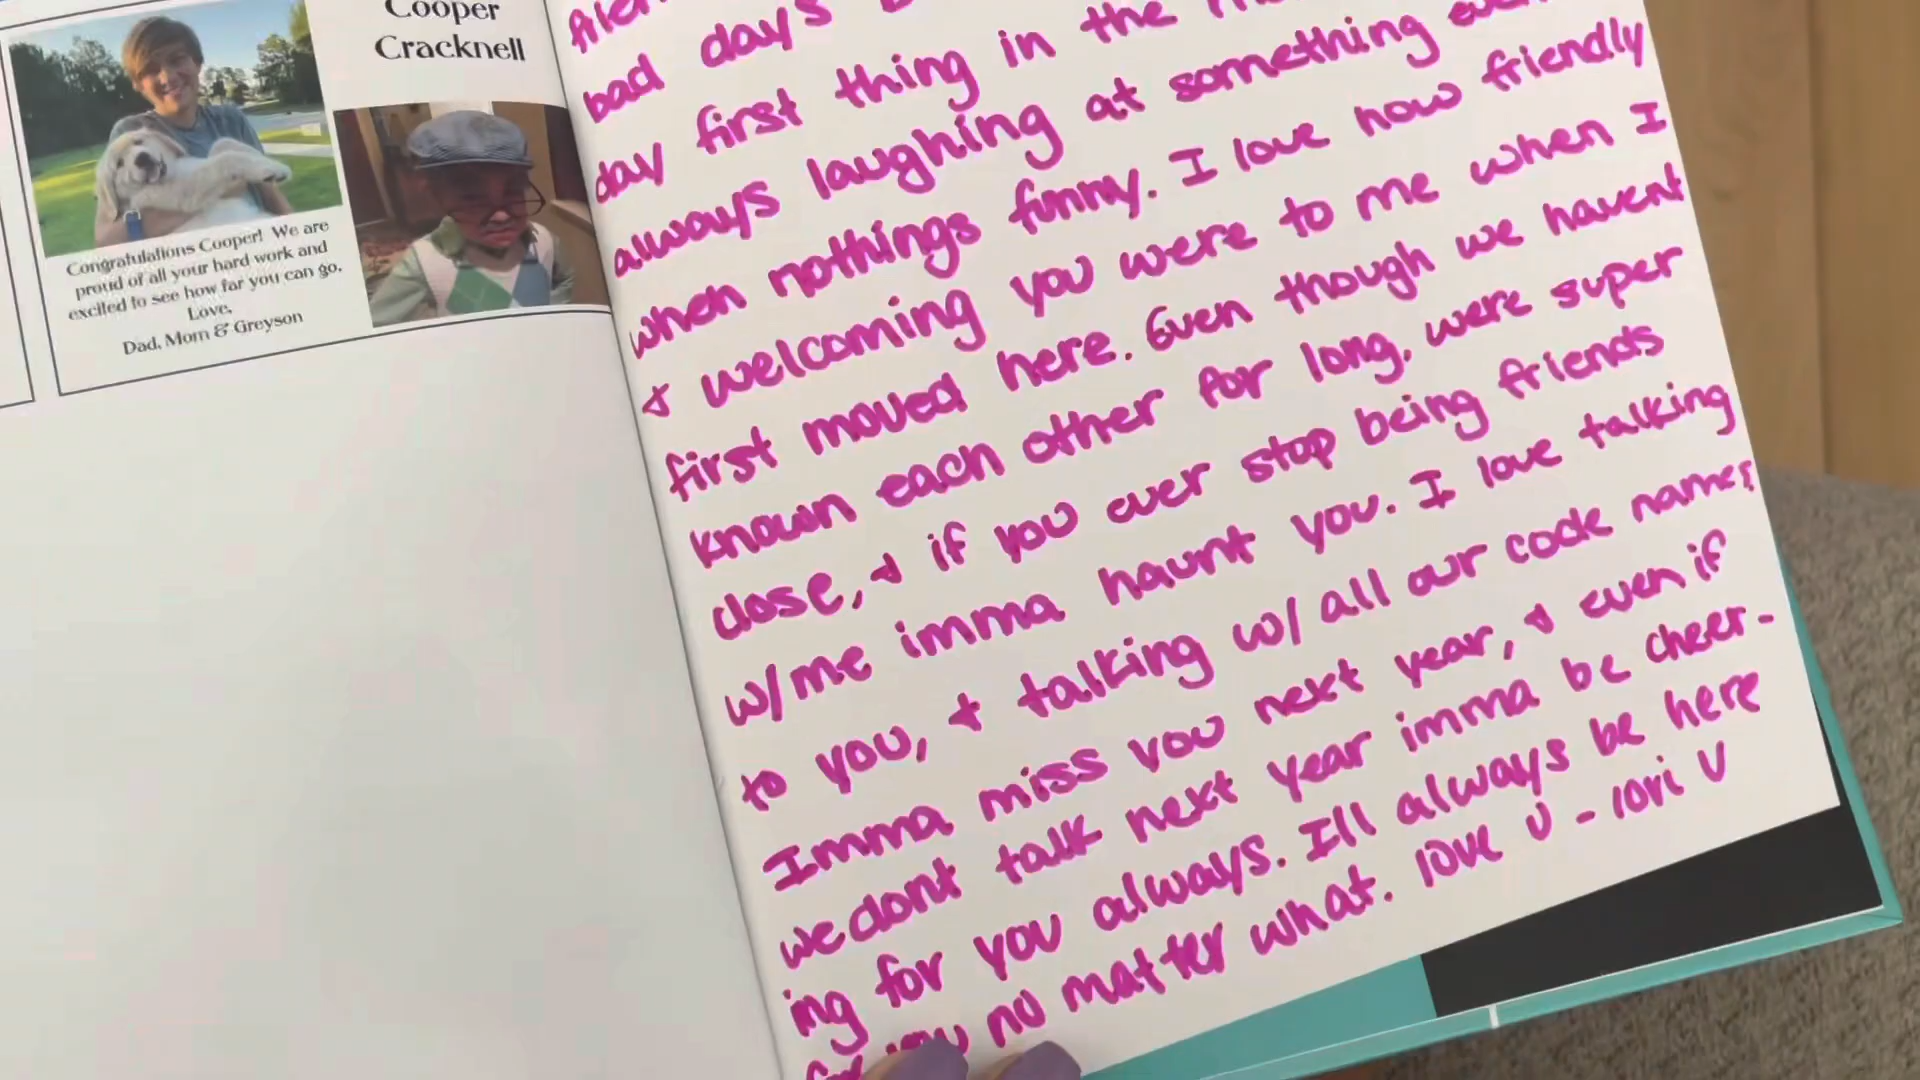 Cooper
Cracknell
Congratulations Cooper! We are
proud of all your hard work and
excited to see how far you can go.
Love,
Dad, Mom & Greyson
bad day's
day first thing in the
always laughing at something even
when nothings funny. I love how friendly
& welcoming you were to me when I
first moved here. Even though we havent
known each other for long, were super
close, & if you ever stop being friends
w/me imma haunt you. I love talking
to you, & talking w/ all our code names
Imma miss you next year, & even if
we dont talk next year imma be cheer-
ing for you always. Ill always be here
for you no matter what. love U - lori V